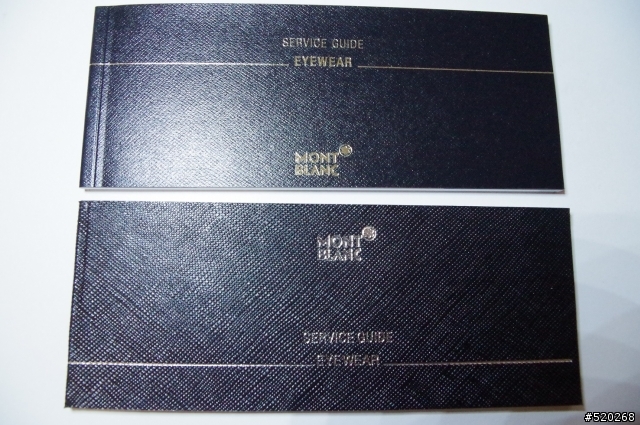 SERVICE GUIDE
EYEWEAR
MONT
BLANC
MONT
BLANC
SERVICE GUIDE
EYEWEAR
#520268